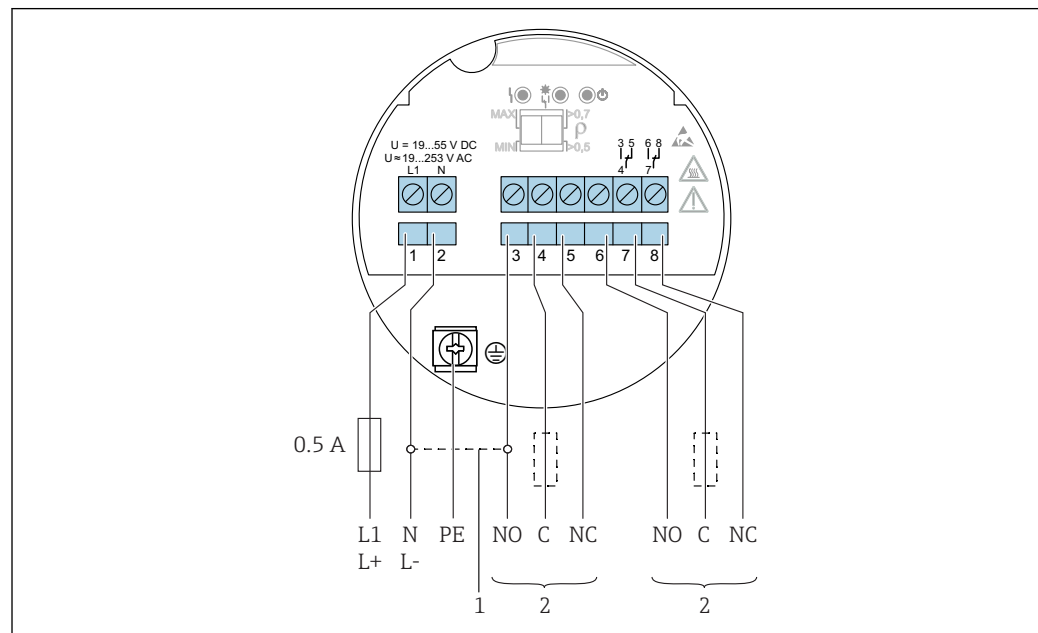 MAX >0,7
ρ
MIN >0,5
U = 19...55 V DC
U≈19...253 V AC
L1 N
3 5
4
6 8
7
1 2 3 4 5 6 7 8
0.5 A
L1 N PE NO C NC NO C NC
L+ L-
1 2 2